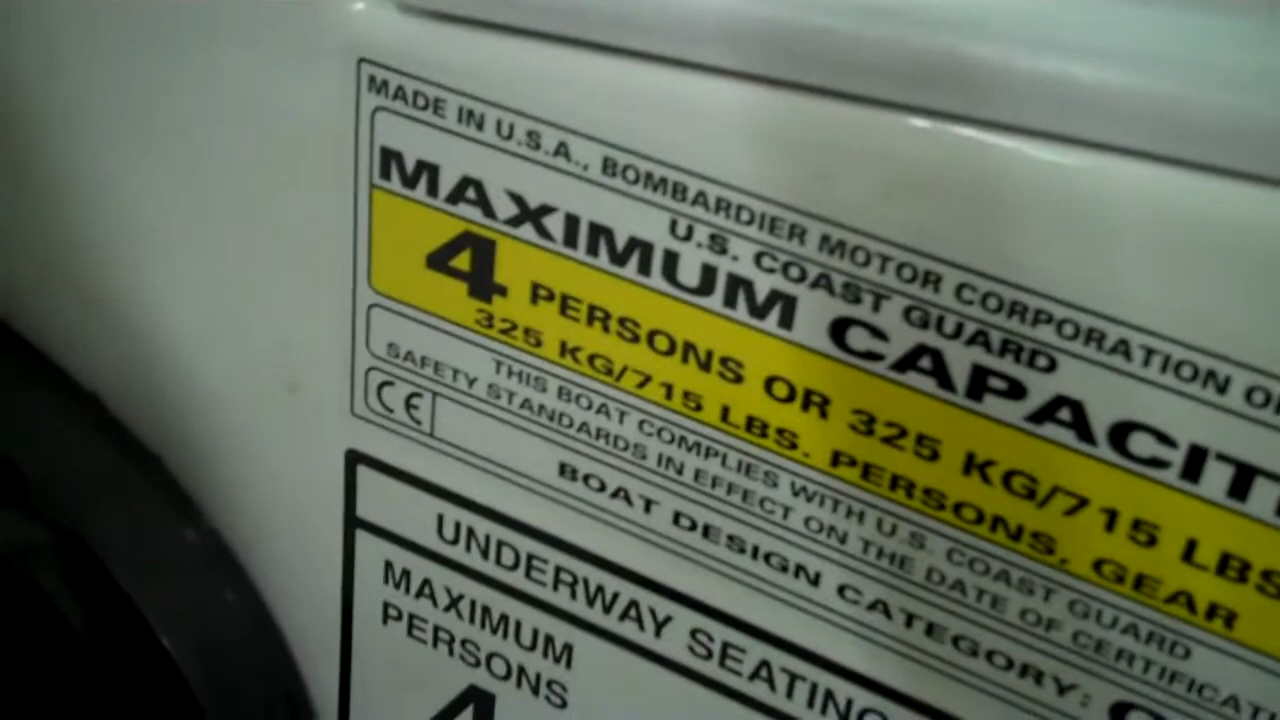 MADE IN U.S.A., BOMBARDIER MOTOR CORPORATION
U.S. COAST GUARD
MAXIMUM
4 PERSONS OR 325 KG/715 LBS
325 KG/715 LBS. PERSONS, GEAR
THIS BOAT COMPLIES WITH U.S. COAST GUARD
SAFETY STANDARDS IN EFFECT ON THE DATE OF
CE BOAT DESIGN CATEGORY:
UNDERWAY SEATING
MAXIMUM
PERSONS
4